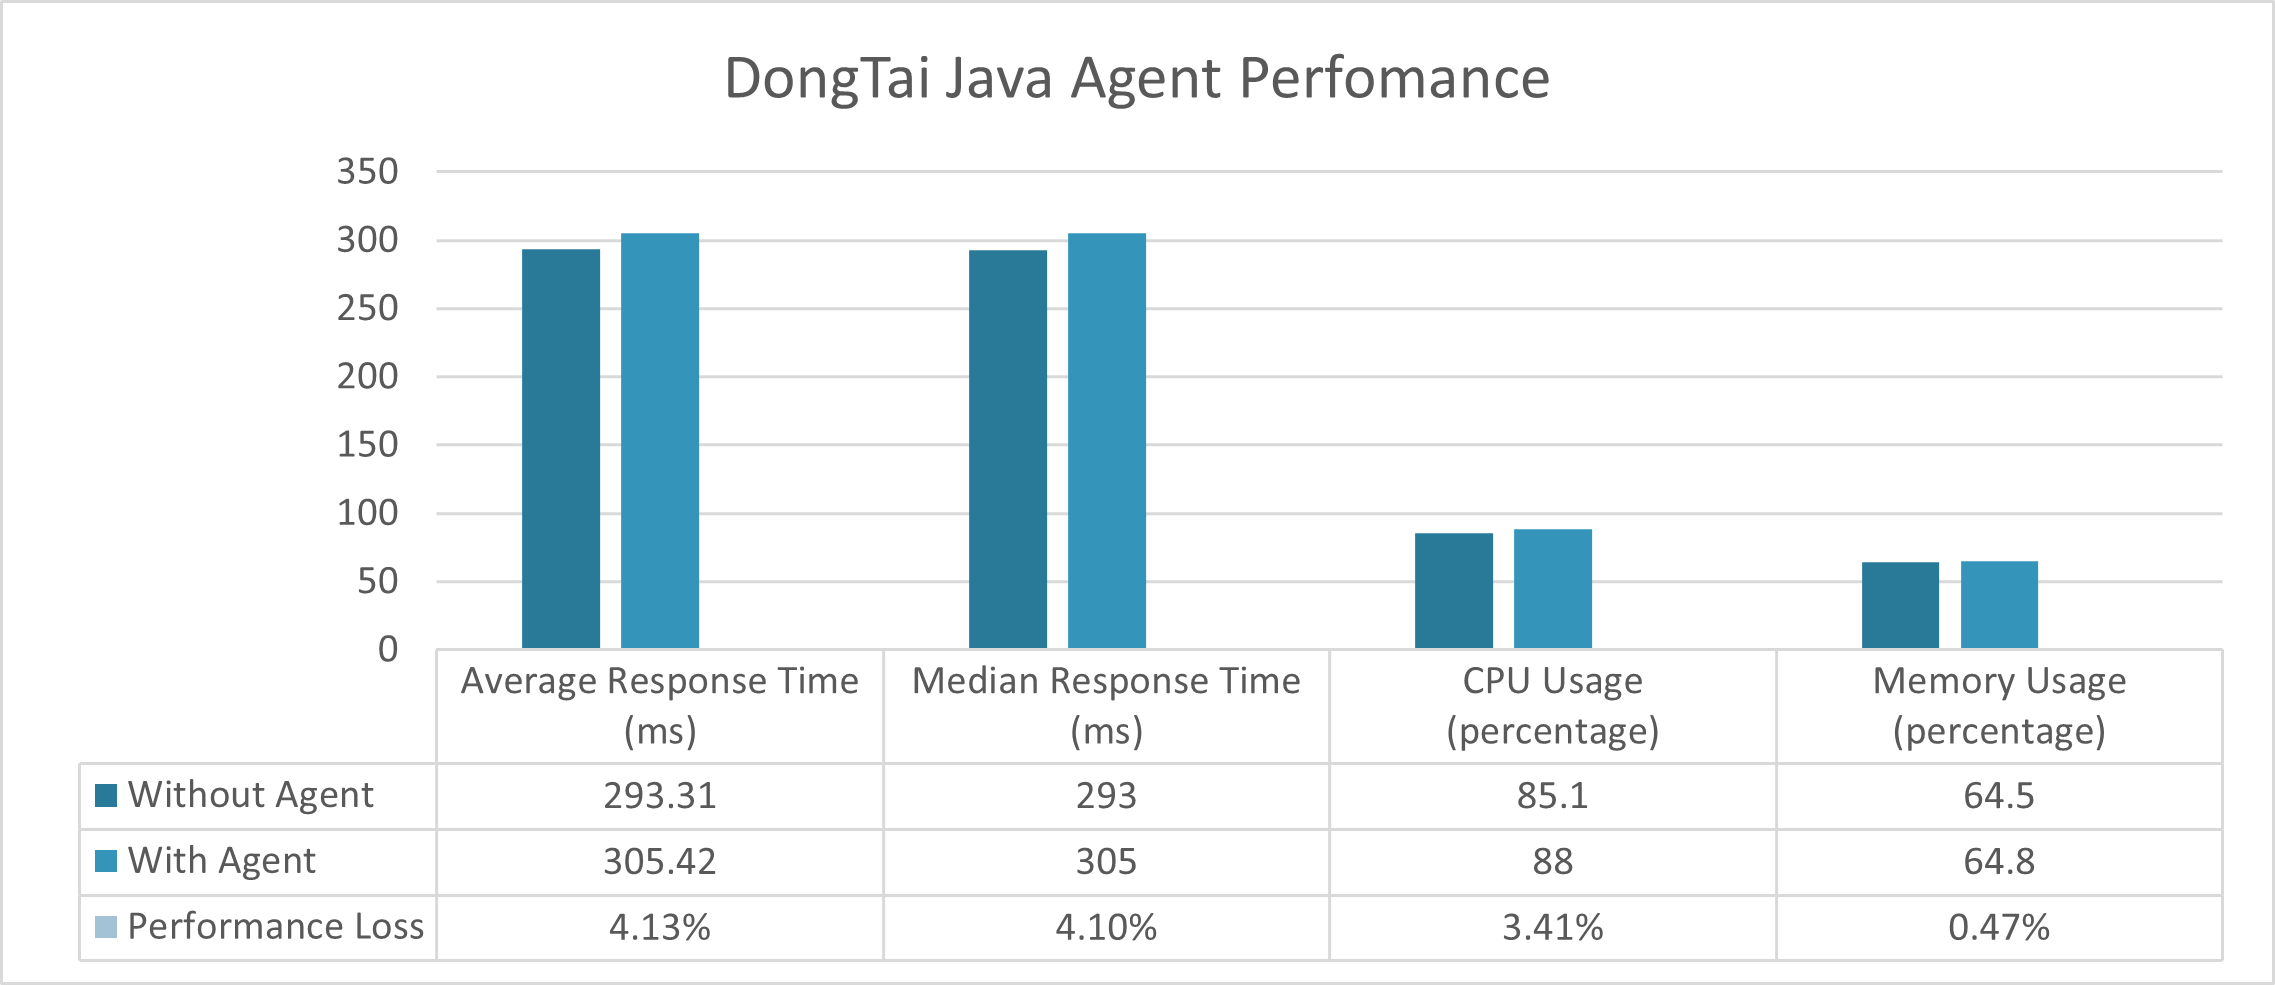 DongTai Java Agent Perfomance
350
300
250
200
150
100
50
0
Average Response Time (ms)
Median Response Time (ms)
CPU Usage (percentage)
Memory Usage (percentage)
Without Agent 293.31 293 85.1 64.5
With Agent 305.42 305 88 64.8
Performance Loss 4.13% 4.10% 3.41% 0.47%